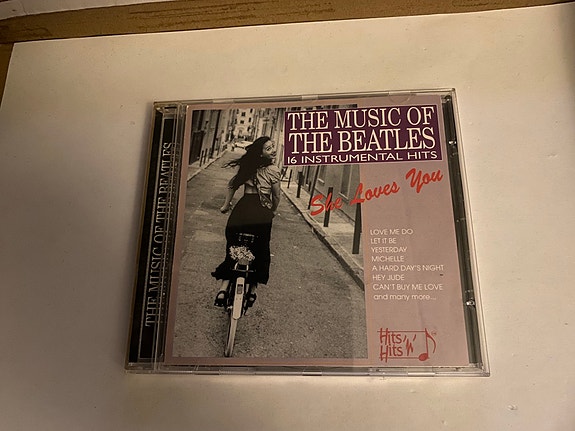 THE MUSIC OF THE BEATLES
THE MUSIC OF
THE BEATLES
16 INSTRUMENTAL HITS
She Loves You
LOVE ME DO
LET IT BE
YESTERDAY
MICHELLE
A HARD DAY'S NIGHT
HEY JUDE
CAN'T BUY ME LOVE
and many more...
Hits 'n'
Hits